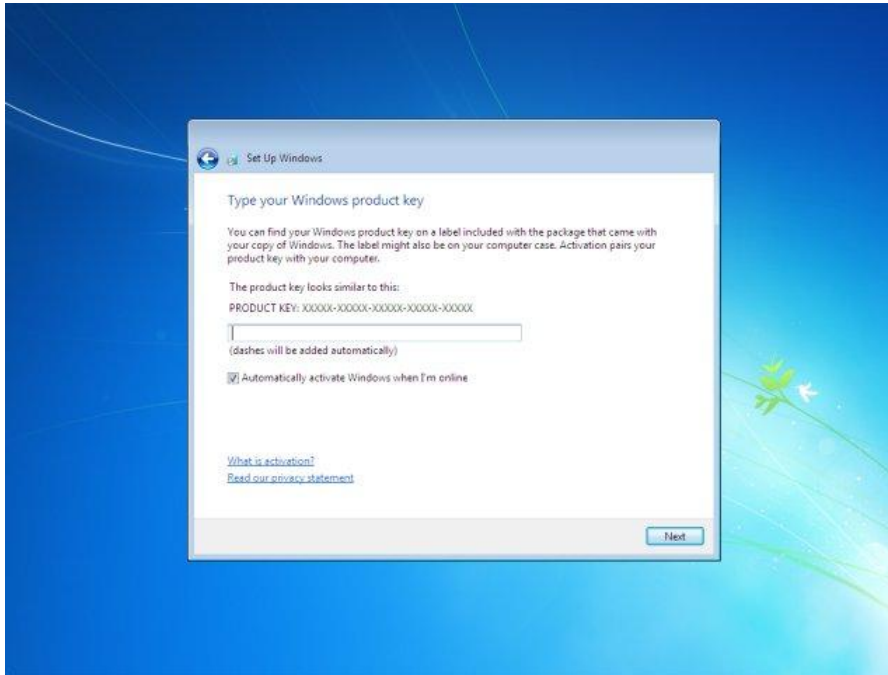 Set Up Windows
Type your Windows product key
You can find your Windows product key on a label included with the package that came with
your copy of Windows. The label might also be on your computer case. Activation pairs your
product key with your computer.
The product key looks similar to this:
PRODUCT KEY: XXXXX-XXXXX-XXXXX-XXXXX-XXXXX
(dashes will be added automatically)
Automatically activate Windows when I'm online
What is activation?
Read our privacy statement
Next